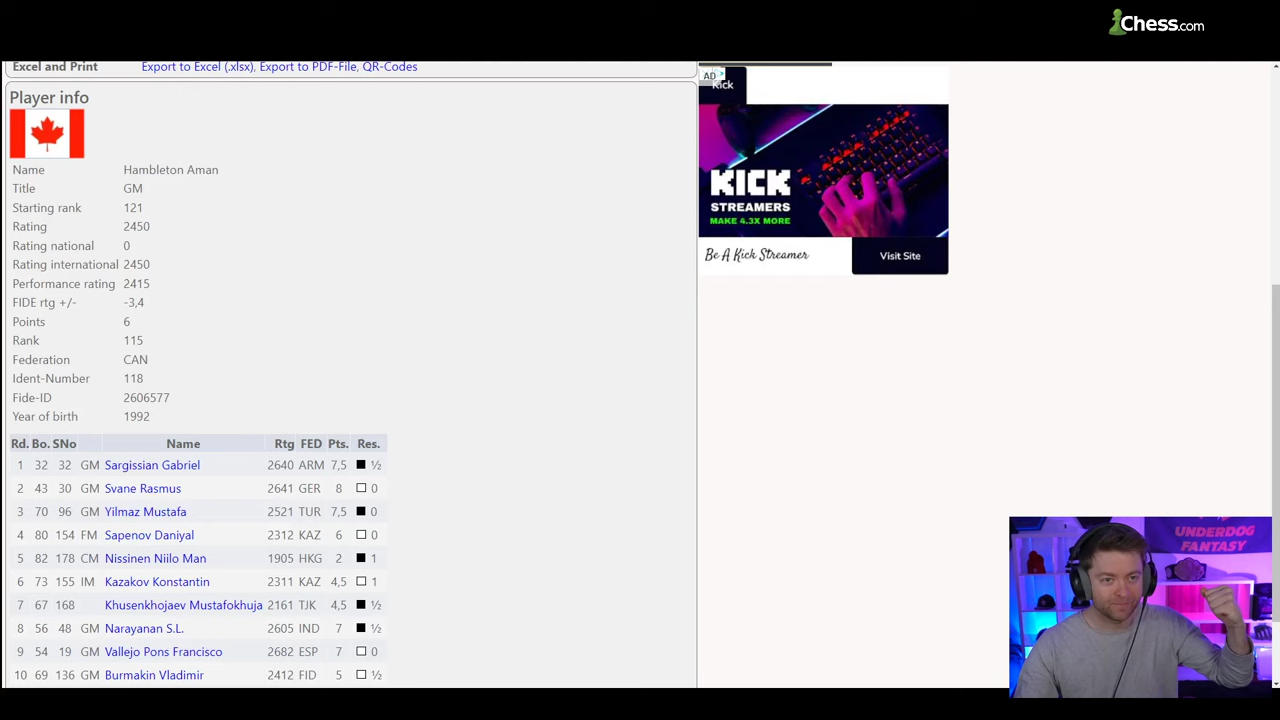 Chess.com
Excel and Print Export to Excel (.xlsx), Export to PDF-File, QR-Codes
Player info
Name Hambleton Aman
Title GM
Starting rank 121
Rating 2450
Rating national 0
Rating international 2450
Performance rating 2415
FIDE rtg +/- -3,4
Points 6
Rank 115
Federation CAN
Ident-Number 118
Fide-ID 2606577
Year of birth 1992
Rd. Bo. SNo Name Rtg FED Pts. Res.
1 32 32 GM Sargissian Gabriel 2640 ARM 7,5 ½
2 43 30 GM Svane Rasmus 2641 GER 8 0
3 70 96 GM Yilmaz Mustafa 2521 TUR 7,5 0
4 80 154 FM Sapenov Daniyal 2312 KAZ 6 0
5 82 178 CM Nissinen Niilo Man 1905 HKG 2 1
6 73 155 IM Kazakov Konstantin 2311 KAZ 4,5 1
7 67 168 Khusenkhojaev Mustafokhuja 2161 TJK 4,5 ½
8 56 48 GM Narayanan S.L. 2605 IND 7 ½
9 54 19 GM Vallejo Pons Francisco 2682 ESP 7 0
10 69 136 GM Burmakin Vladimir 2412 FID 5 ½
AD
Kick
KICK
STREAMERS
MAKE 4.3X MORE
Be A Kick Streamer
Visit Site
UNDERDOG
FANTASY